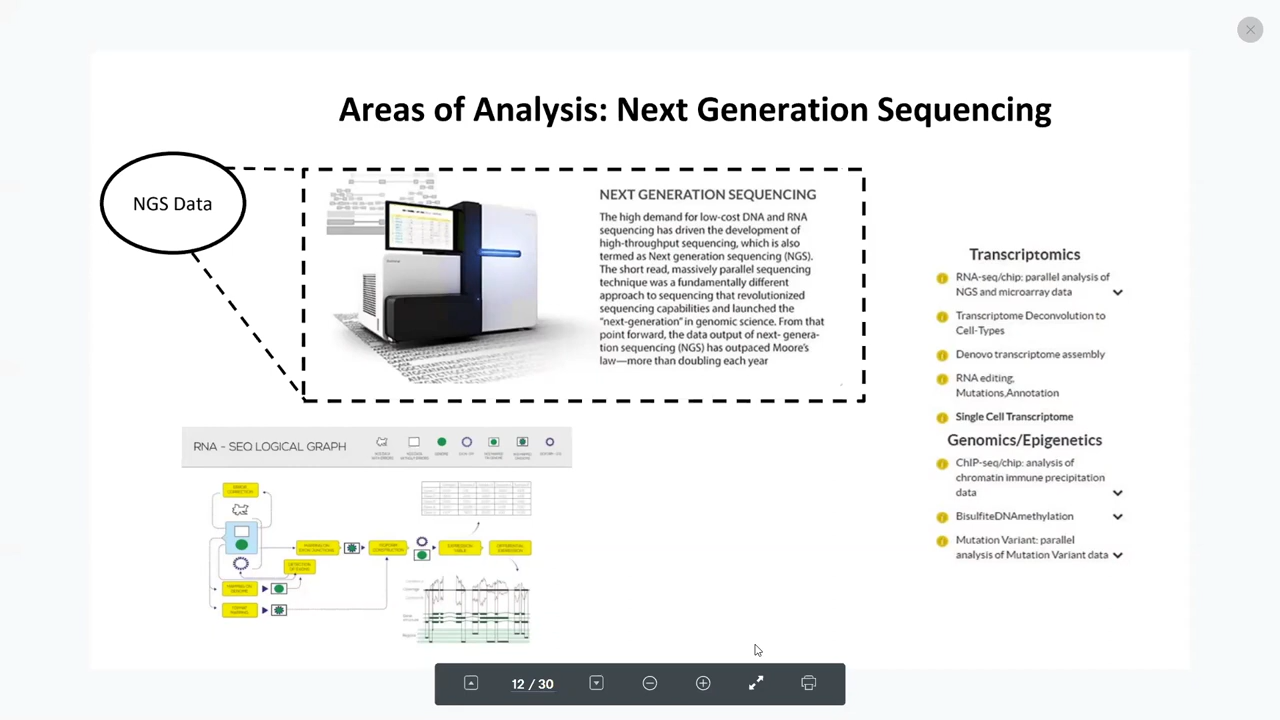 Areas of Analysis: Next Generation Sequencing
NGS Data
NEXT GENERATION SEQUENCING
The high demand for low-cost DNA and RNA
sequencing has driven the development of
high-throughput sequencing, which is also
termed as Next generation sequencing (NGS).
The short read, massively parallel sequencing
technique was a fundamentally different
approach to sequencing that revolutionized
sequencing capabilities and launched the
"next-generation" in genomic science. From that
point forward, the data output of next- genera-
tion sequencing (NGS) has outpaced Moore's
law—more than doubling each year
Transcriptomics
RNA-seq/chip: parallel analysis of
NGS and microarray data
Transcriptome Deconvolution to
Cell-Types
Denovo transcriptome assembly
RNA editing,
Mutations,Annotation
Single Cell Transcriptome
Genomics/Epigenetics
ChIP-seq/chip: analysis of
chromatin immune precipitation
data
BisulfiteDNAmethylation
Mutation Variant: parallel
analysis of Mutation Variant data
RNA – SEQ LOGICAL GRAPH
ERROR
CORRECTION
EXPRESSION
TABLE
DIFFERENTIAL
EXPRESSION
12 / 30